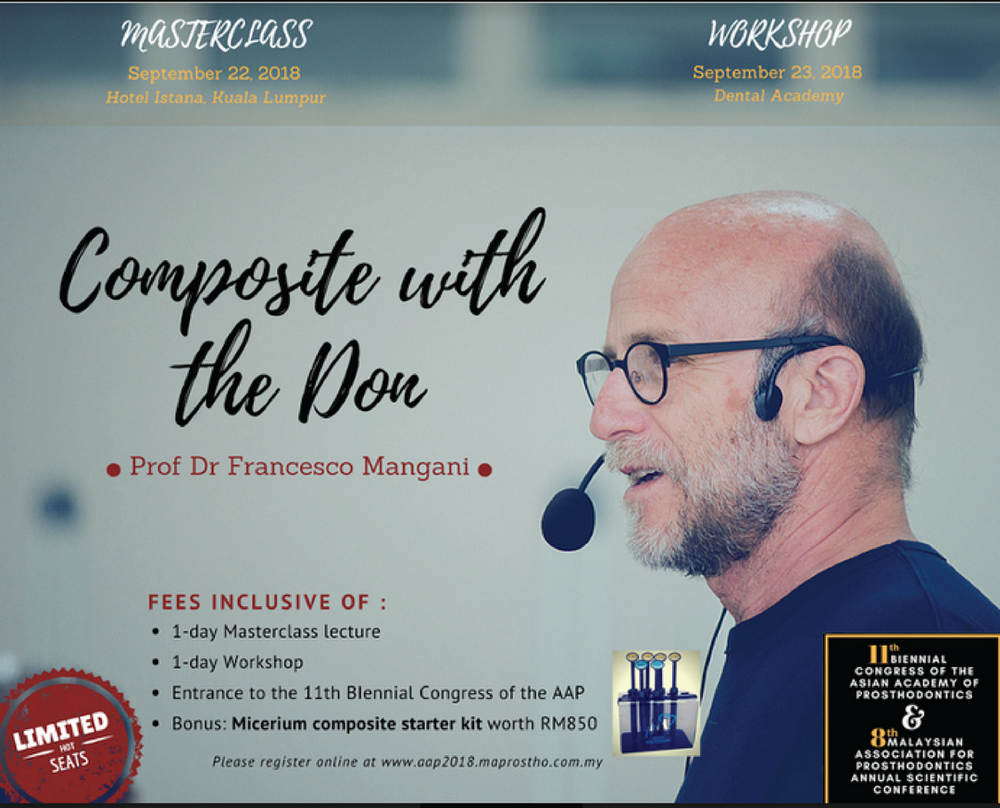 MASTERCLASS
September 22, 2018
Hotel Istana, Kuala Lumpur
WORKSHOP
September 23, 2018
Dental Academy
Composite with
the Don
• Prof Dr Francesco Mangani •
FEES INCLUSIVE OF :
• 1-day Masterclass lecture
• 1-day Workshop
• Entrance to the 11th BIennial Congress of the AAP
• Bonus: Micerium composite starter kit worth RM850
Please register online at www.aap2018.maprostho.com.my
LIMITED
HOT
SEATS
11th BIENNIAL
CONGRESS OF THE
ASIAN ACADEMY OF
PROSTHODONTICS
&
8th MALAYSIAN
ASSOCIATION FOR
PROSTHODONTICS
ANNUAL SCIENTIFIC
CONFERENCE